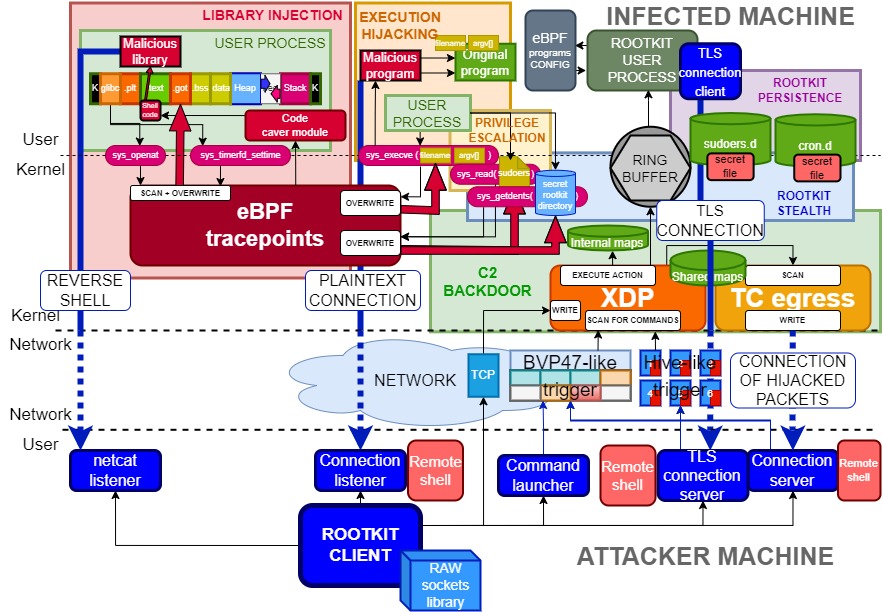 LIBRARY INJECTION
EXECUTION
HIJACKING
INFECTED MACHINE
USER PROCESS
Malicious
library
filename
argv[]
Malicious
program
Original
program
eBPF
programs
CONFIG
ROOTKIT
USER
PROCESS
TLS
connection
client
ROOTKIT
PERSISTENCE
K
glibc
.plt
.text
.got
.bss
data
Heap
Stack
K
Shell
code
Code
caver module
USER
PROCESS
PRIVILEGE
ESCALATION
sudoers.d
secret
file
cron.d
secret
file
User
Kernel
sys_openat
sys_timerfd_settime
sys_execve (
filename
argv[]
)
sys_read(
sudoers
)
sys_getdents(
)
secret
rootkit
directory
RING
BUFFER
ROOTKIT
STEALTH
SCAN + OVERWRITE
OVERWRITE
OVERWRITE
eBPF
tracepoints
TLS
CONNECTION
Internal maps
C2
BACKDOOR
Shared maps
EXECUTE ACTION
XDP
WRITE
SCAN FOR COMMANDS
SCAN
TC egress
WRITE
REVERSE
SHELL
PLAINTEXT
CONNECTION
Kernel
Network
NETWORK
TCP
BVP47-like
trigger
Hive-like
trigger
4
6
CONNECTION
OF HIJACKED
PACKETS
Network
User
netcat
listener
Connection
listener
Remote
shell
Command
launcher
Remote
shell
TLS
connection
server
Connection
server
Remote
shell
ROOTKIT
CLIENT
RAW
sockets
library
ATTACKER MACHINE